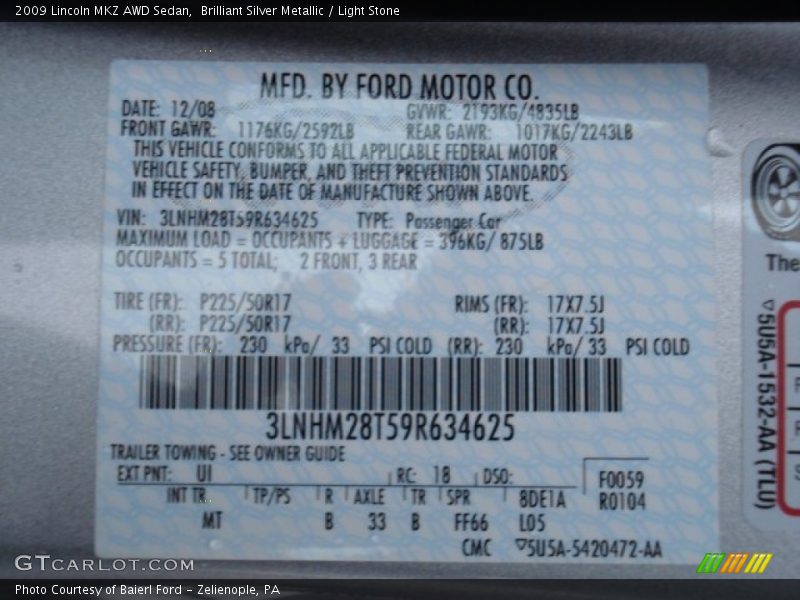 2009 Lincoln MKZ AWD Sedan,  Brilliant Silver Metallic / Light Stone
MFD. BY FORD MOTOR CO.
DATE: 12/08 GVWR: 2193KG/4835LB
FRONT GAWR: 1176KG/2592LB REAR GAWR: 1017KG/2243LB
THIS VEHICLE CONFORMS TO ALL APPLICABLE FEDERAL MOTOR
VEHICLE SAFETY, BUMPER, AND THEFT PREVENTION STANDARDS
IN EFFECT ON THE DATE OF MANUFACTURE SHOWN ABOVE.
VIN: 3LNHM28T59R634625 TYPE: Passenger Car
MAXIMUM LOAD = OCCUPANTS + LUGGAGE = 396KG/ 875LB
OCCUPANTS = 5 TOTAL; 2 FRONT, 3 REAR
TIRE (FR): P225/50R17 RIMS (FR): 17X7.5J
(RR): P225/50R17 (RR): 17X7.5J
PRESSURE (FR): 230 kPa/ 33 PSI COLD (RR): 230 kPa/ 33 PSI COLD
3LNHM28T59R634625
TRAILER TOWING - SEE OWNER GUIDE
EXT PNT: UI RC: 18 DSO: F0059
INT TR TP/PS R AXLE TR SPR 8DE1A R0104
MT B 33 B FF66 L05
CMC ▽5U5A-5420472-AA
The
▽5U5A-1532-AA (TLU)
GTCARLOT.COM
Photo Courtesy of Baierl Ford – Zelienople, PA